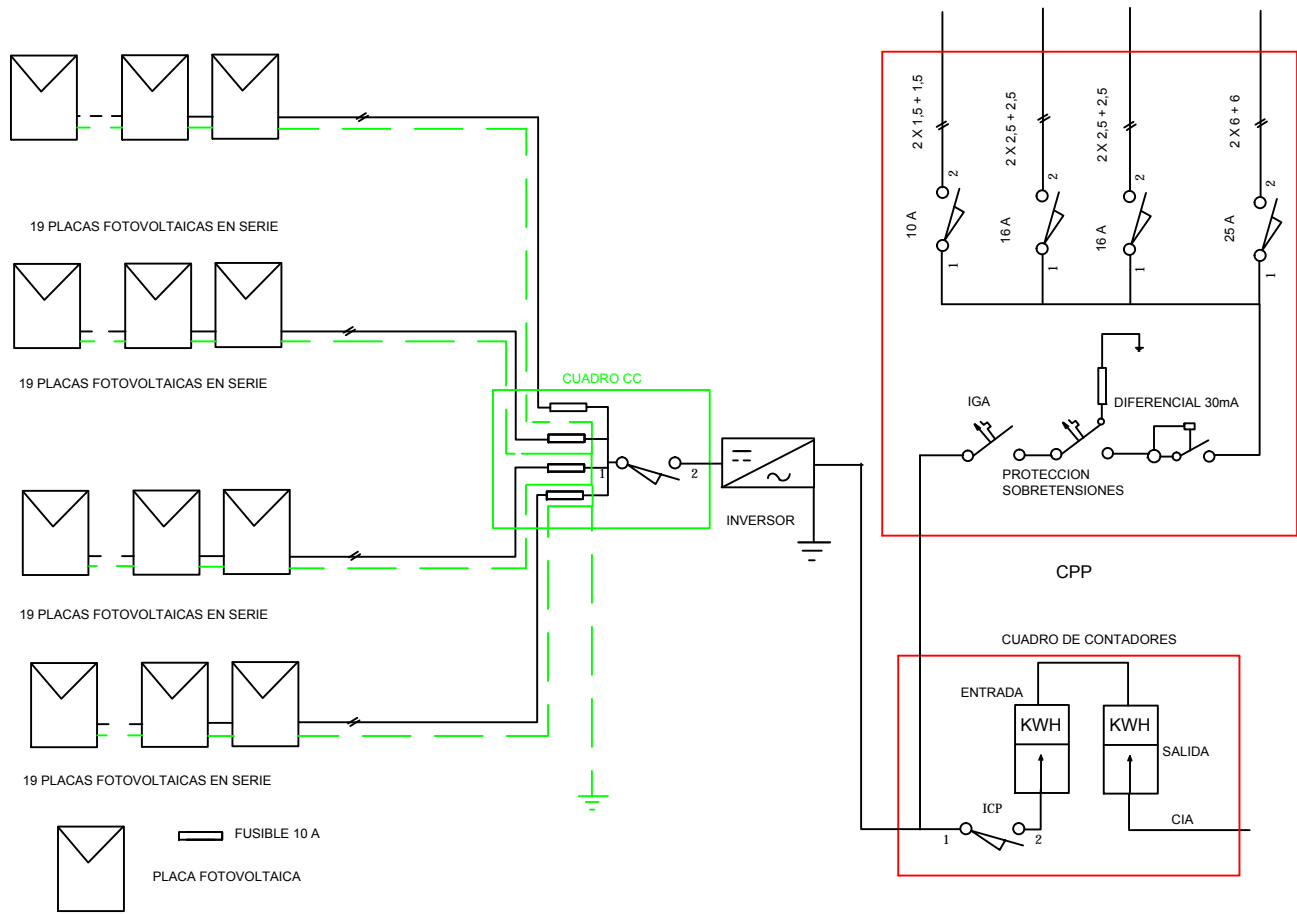 2 X 1,5 + 1,5
2 X 2,5 + 2,5
2 X 2,5 + 2,5
2 X 6 + 6
2
2
2
2
10 A
16 A
16 A
25 A
1
1
1
1
19 PLACAS FOTOVOLTAICAS EN SERIE
19 PLACAS FOTOVOLTAICAS EN SERIE
CUADRO CC
1
2
INVERSOR
IGA
DIFERENCIAL 30mA
PROTECCION
SOBRETENSIONES
CPP
19 PLACAS FOTOVOLTAICAS EN SERIE
19 PLACAS FOTOVOLTAICAS EN SERIE
CUADRO DE CONTADORES
ENTRADA
KWH
KWH
SALIDA
ICP
1
2
CIA
FUSIBLE 10 A
PLACA FOTOVOLTAICA